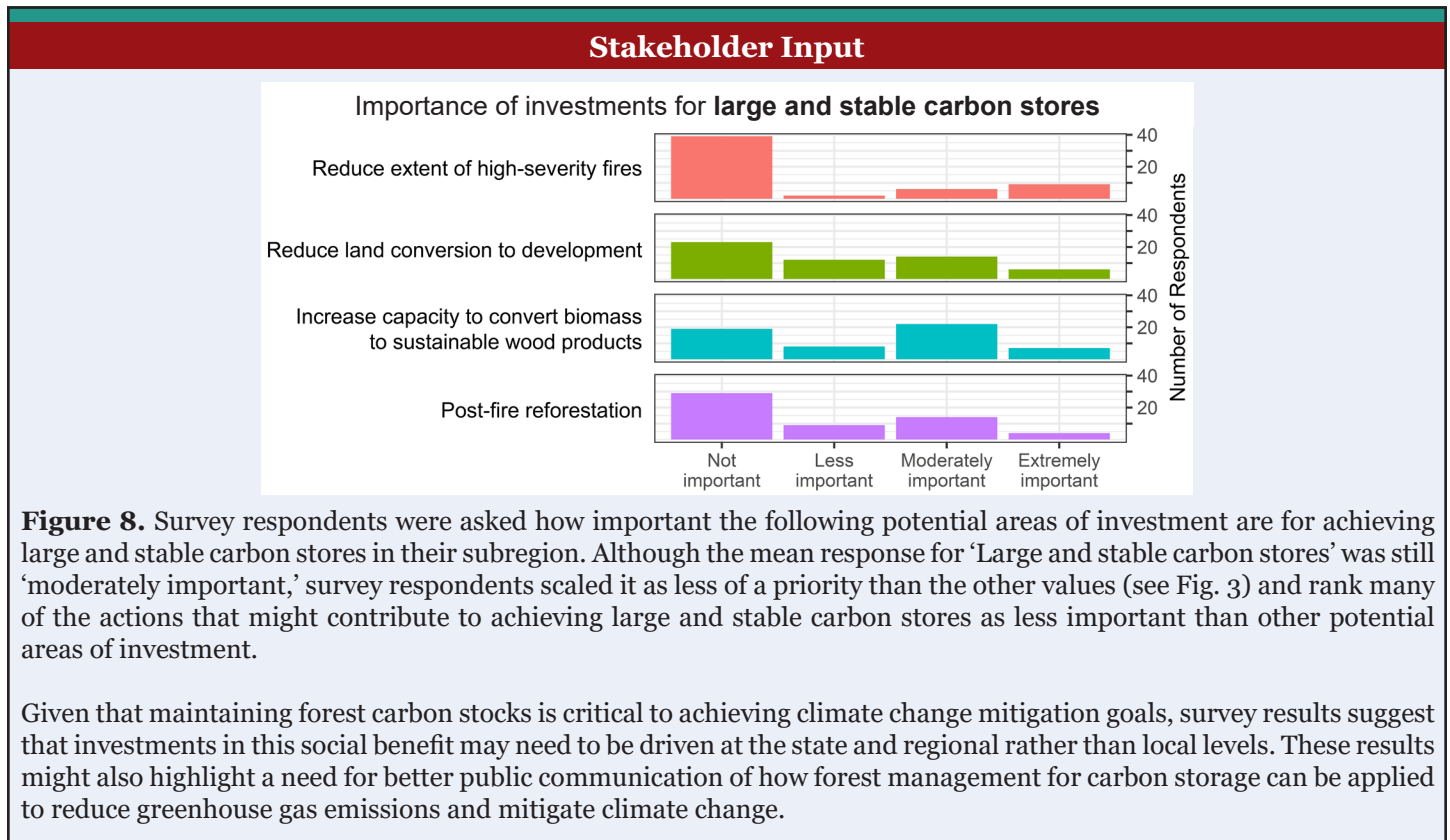 Stakeholder Input
Importance of investments for large and stable carbon stores
Reduce extent of high-severity fires
40
20
Reduce land conversion to development
40
20
Increase capacity to convert biomass
to sustainable wood products
40
20
Post-fire reforestation
40
20
Number of Respondents
Not
important
Less
important
Moderately
important
Extremely
important
Figure 8. Survey respondents were asked how important the following potential areas of investment are for achieving
large and stable carbon stores in their subregion. Although the mean response for ‘Large and stable carbon stores’ was still
‘moderately important,’ survey respondents scaled it as less of a priority than the other values (see Fig. 3) and rank many
of the actions that might contribute to achieving large and stable carbon stores as less important than other potential
areas of investment.
Given that maintaining forest carbon stocks is critical to achieving climate change mitigation goals, survey results suggest
that investments in this social benefit may need to be driven at the state and regional rather than local levels. These results
might also highlight a need for better public communication of how forest management for carbon storage can be applied
to reduce greenhouse gas emissions and mitigate climate change.